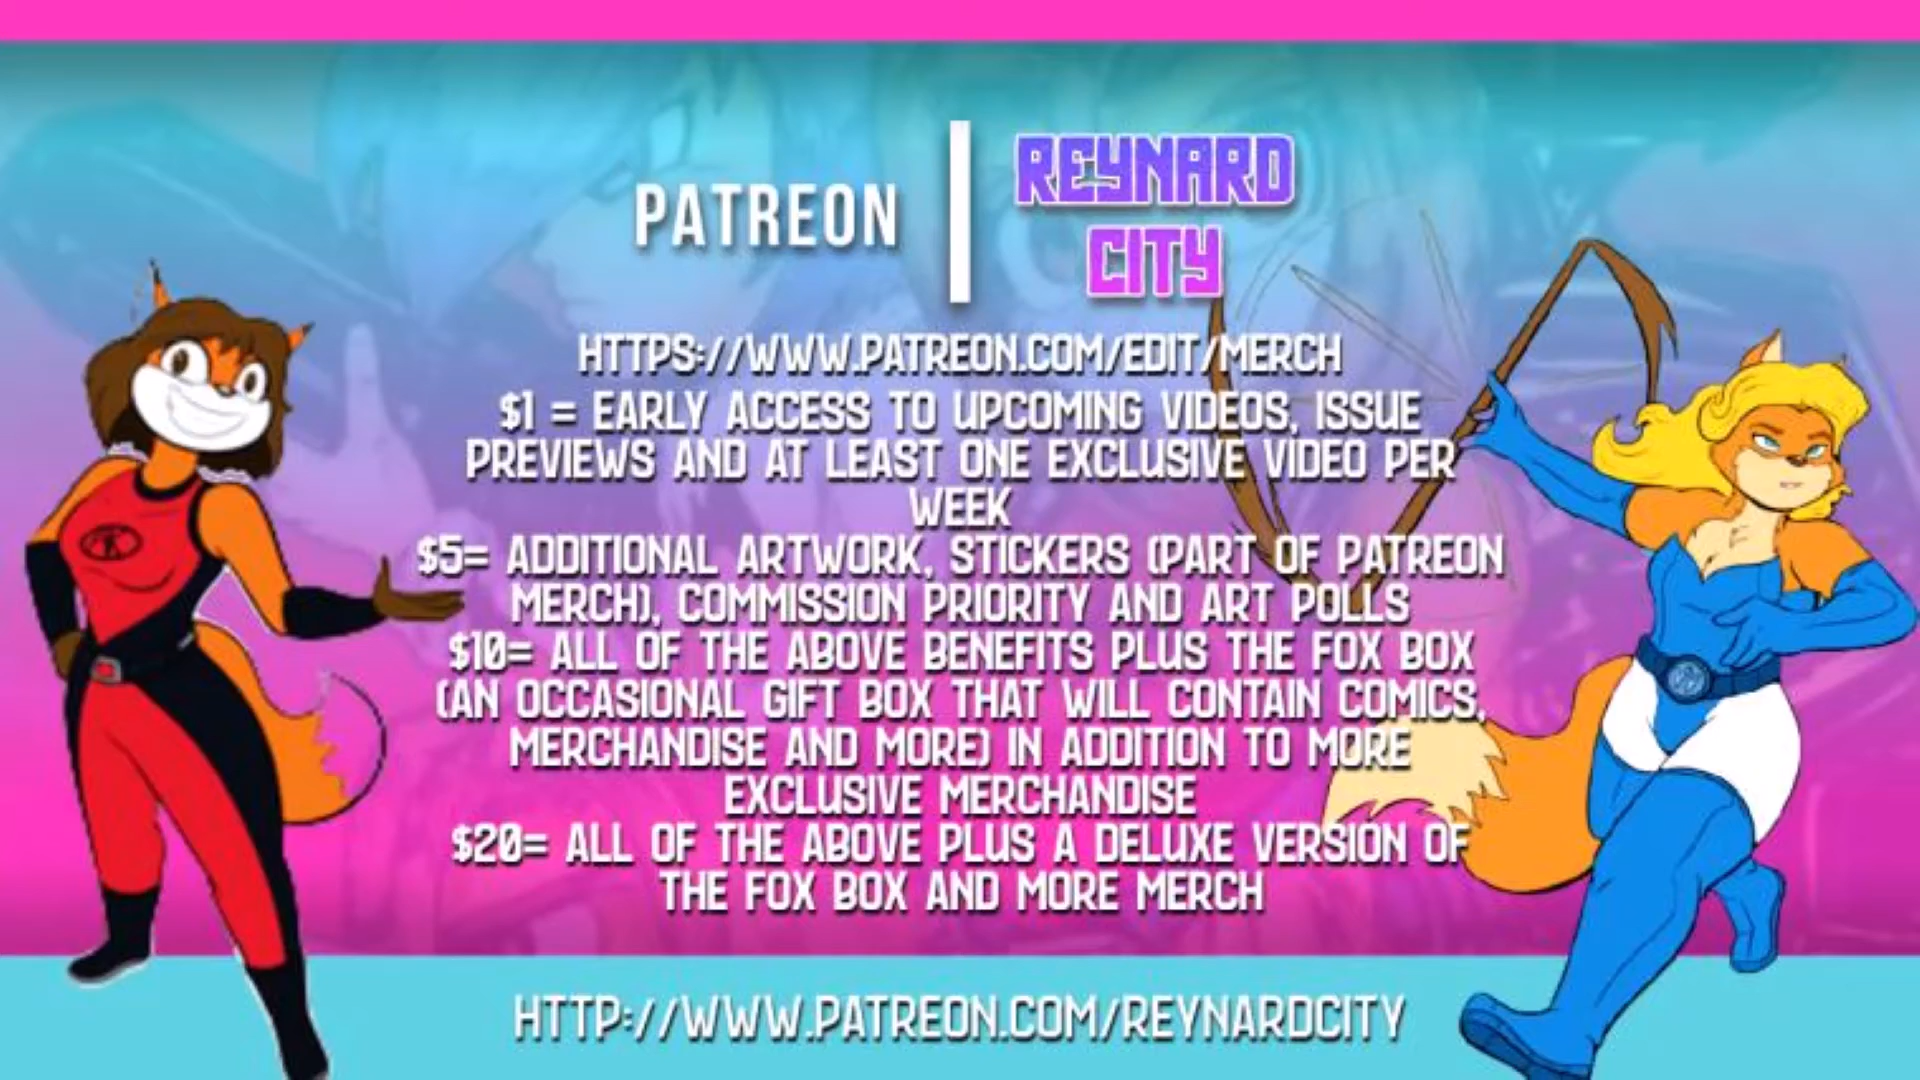 PATREON
REYNARD
CITY
HTTPS://WWW.PATREON.COM/EDIT/MERCH
$1 = EARLY ACCESS TO UPCOMING VIDEOS, ISSUE
PREVIEWS AND AT LEAST ONE EXCLUSIVE VIDEO PER
WEEK
$5= ADDITIONAL ARTWORK, STICKERS (PART OF PATREON
MERCH), COMMISSION PRIORITY AND ART POLLS
$10= ALL OF THE ABOVE BENEFITS PLUS THE FOX BOX
(AN OCCASIONAL GIFT BOX THAT WILL CONTAIN COMICS,
MERCHANDISE AND MORE) IN ADDITION TO MORE
EXCLUSIVE MERCHANDISE
$20= ALL OF THE ABOVE PLUS A DELUXE VERSION OF
THE FOX BOX AND MORE MERCH
HTTP://WWW.PATREON.COM/REYNARDCITY